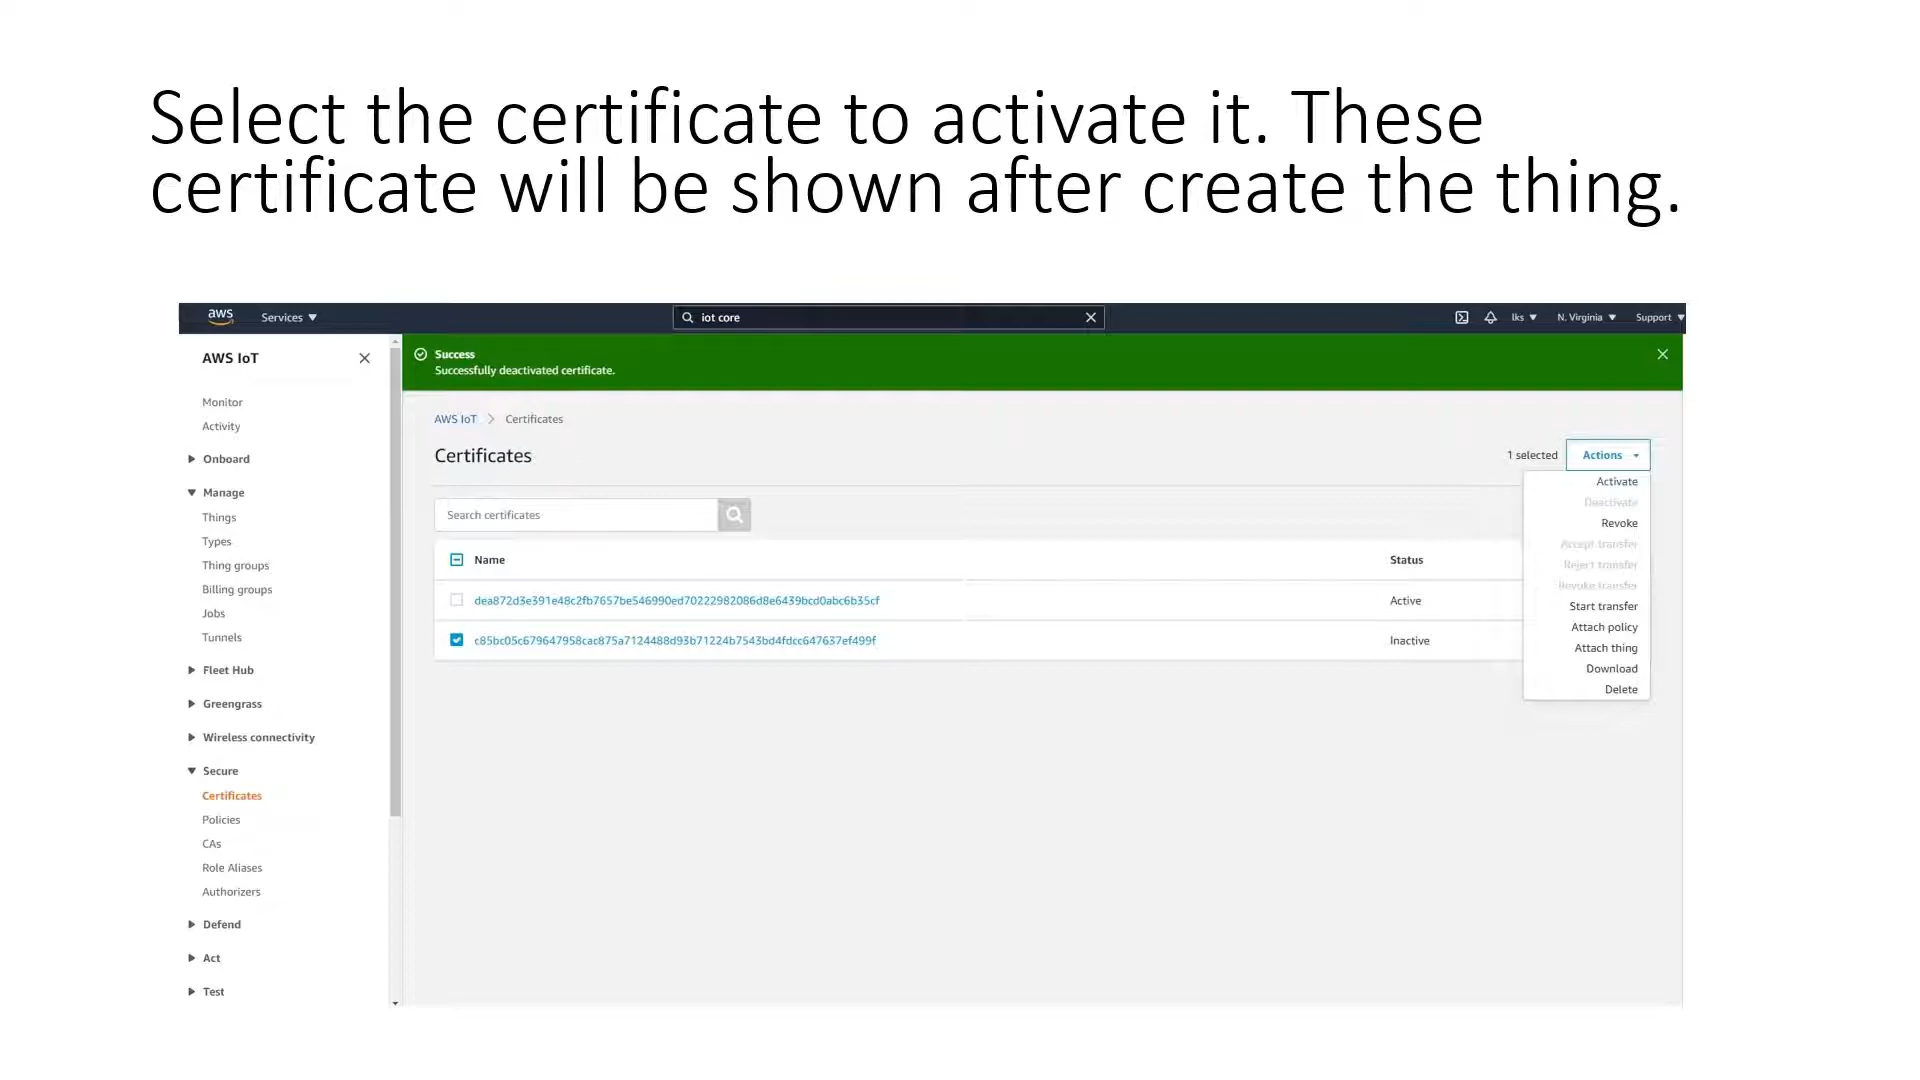 Select the certificate to activate it. These
certificate will be shown after create the thing.
aws
Services
iot core
lks
N. Virginia
Support
AWS IoT
Monitor
Activity
Onboard
Manage
Things
Types
Thing groups
Billing groups
Jobs
Tunnels
Fleet Hub
Greengrass
Wireless connectivity
Secure
Certificates
Policies
CAs
Role Aliases
Authorizers
Defend
Act
Test
Success
Successfully deactivated certificate.
AWS IoT
Certificates
Certificates
1 selected
Actions
Search certificates
Name
Status
dea872d3e391e48c2fb7657be546990ed70222982086d8e6439bcd0abc6b35cf
Active
c85bc05c679647958cac875a7124488d93b71224b7543bd4fdcc647637ef499f
Inactive
Activate
Deactivate
Revoke
Accept transfer
Reject transfer
Revoke transfer
Start transfer
Attach policy
Attach thing
Download
Delete